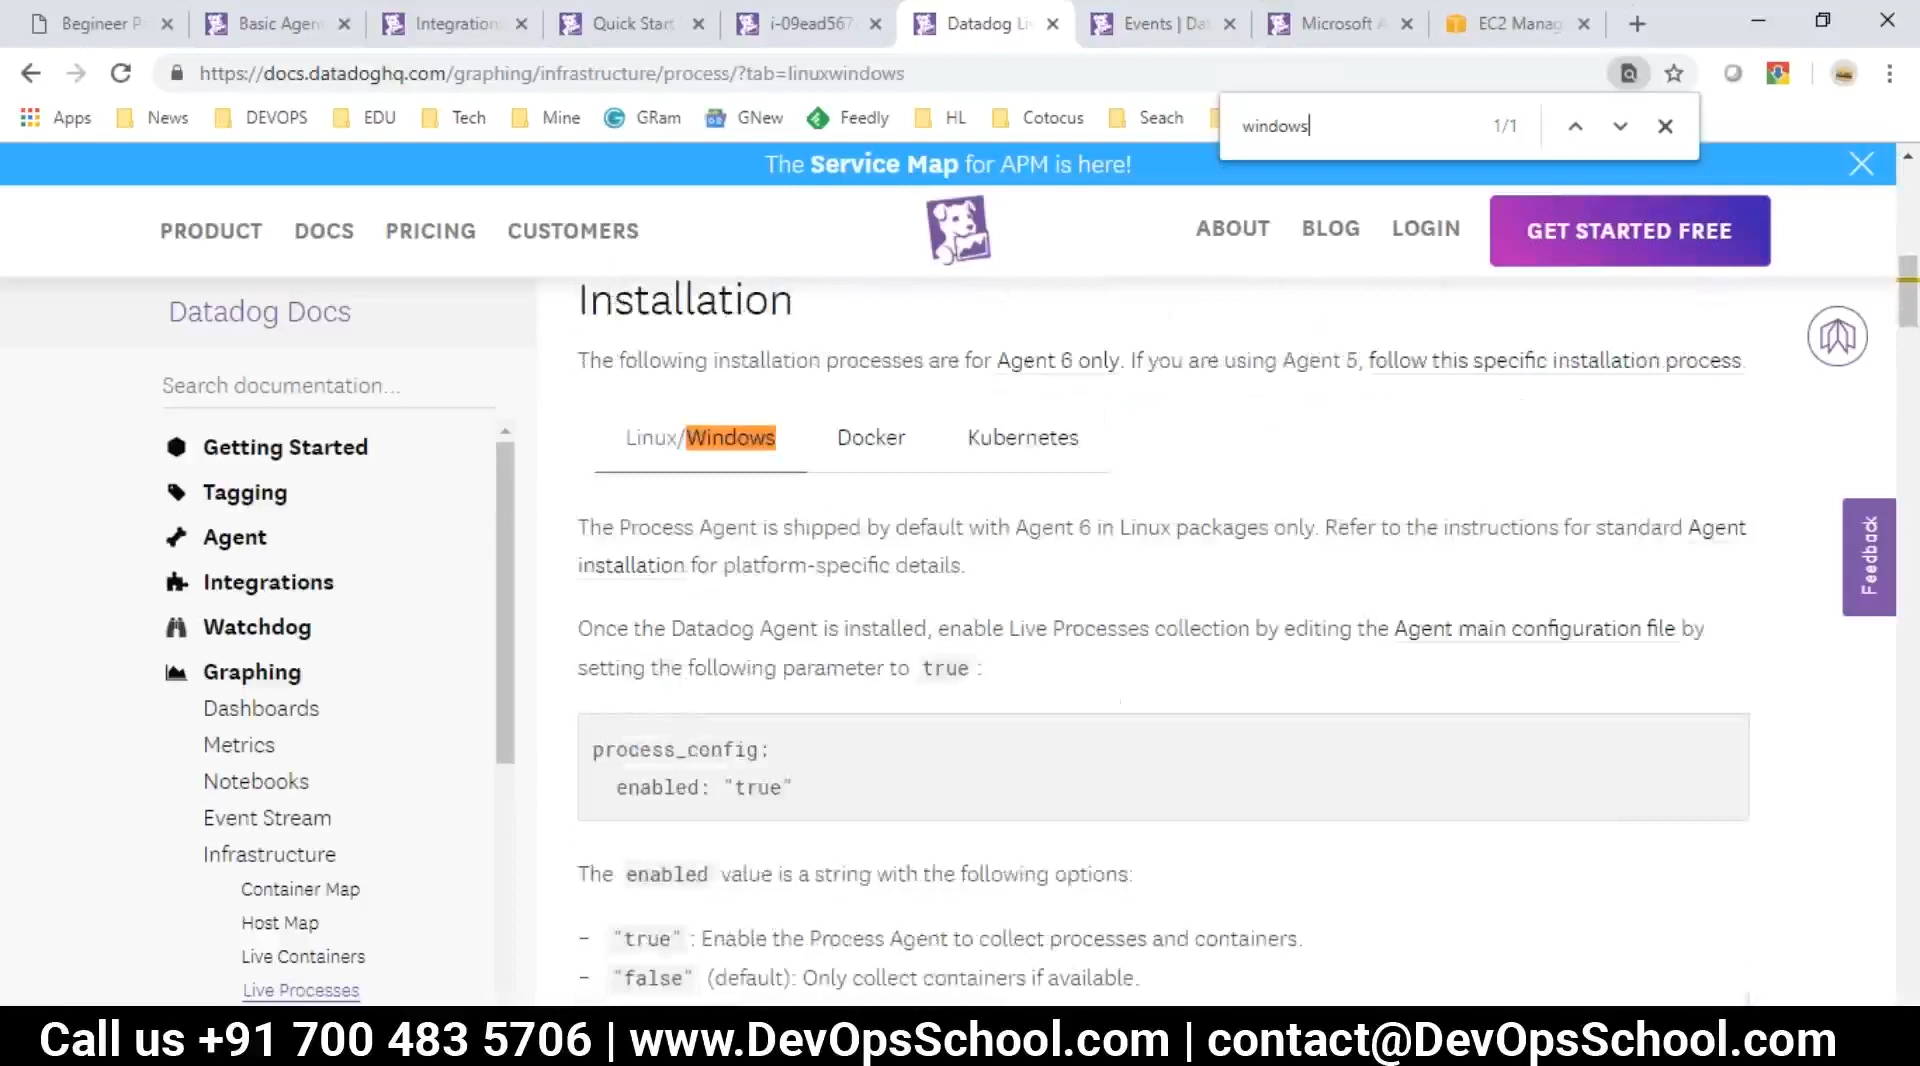 Begineer P
Basic Agen
Integration
Quick Start
i-09ead567
Datadog Li
Events | Da
Microsoft A
EC2 Manag
https://docs.datadoghq.com/graphing/infrastructure/process/?tab=linuxwindows
Apps
News
DEVOPS
EDU
Tech
Mine
GRam
GNew
Feedly
HL
Cotocus
Seach
windows
1/1
The Service Map for APM is here!
PRODUCT
DOCS
PRICING
CUSTOMERS
ABOUT
BLOG
LOGIN
GET STARTED FREE
Datadog Docs
Search documentation...
Getting Started
Tagging
Agent
Integrations
Watchdog
Graphing
Dashboards
Metrics
Notebooks
Event Stream
Infrastructure
Container Map
Host Map
Live Containers
Live Processes
Installation
The following installation processes are for Agent 6 only. If you are using Agent 5, follow this specific installation process.
Linux/Windows
Docker
Kubernetes
The Process Agent is shipped by default with Agent 6 in Linux packages only. Refer to the instructions for standard Agent
installation for platform-specific details.
Once the Datadog Agent is installed, enable Live Processes collection by editing the Agent main configuration file by
setting the following parameter to true :
process_config:
enabled: "true"
The enabled value is a string with the following options:
- "true" : Enable the Process Agent to collect processes and containers.
- "false" (default): Only collect containers if available.
Feedback
Call us +91 700 483 5706 | www.DevOpsSchool.com | contact@DevOpsSchool.com